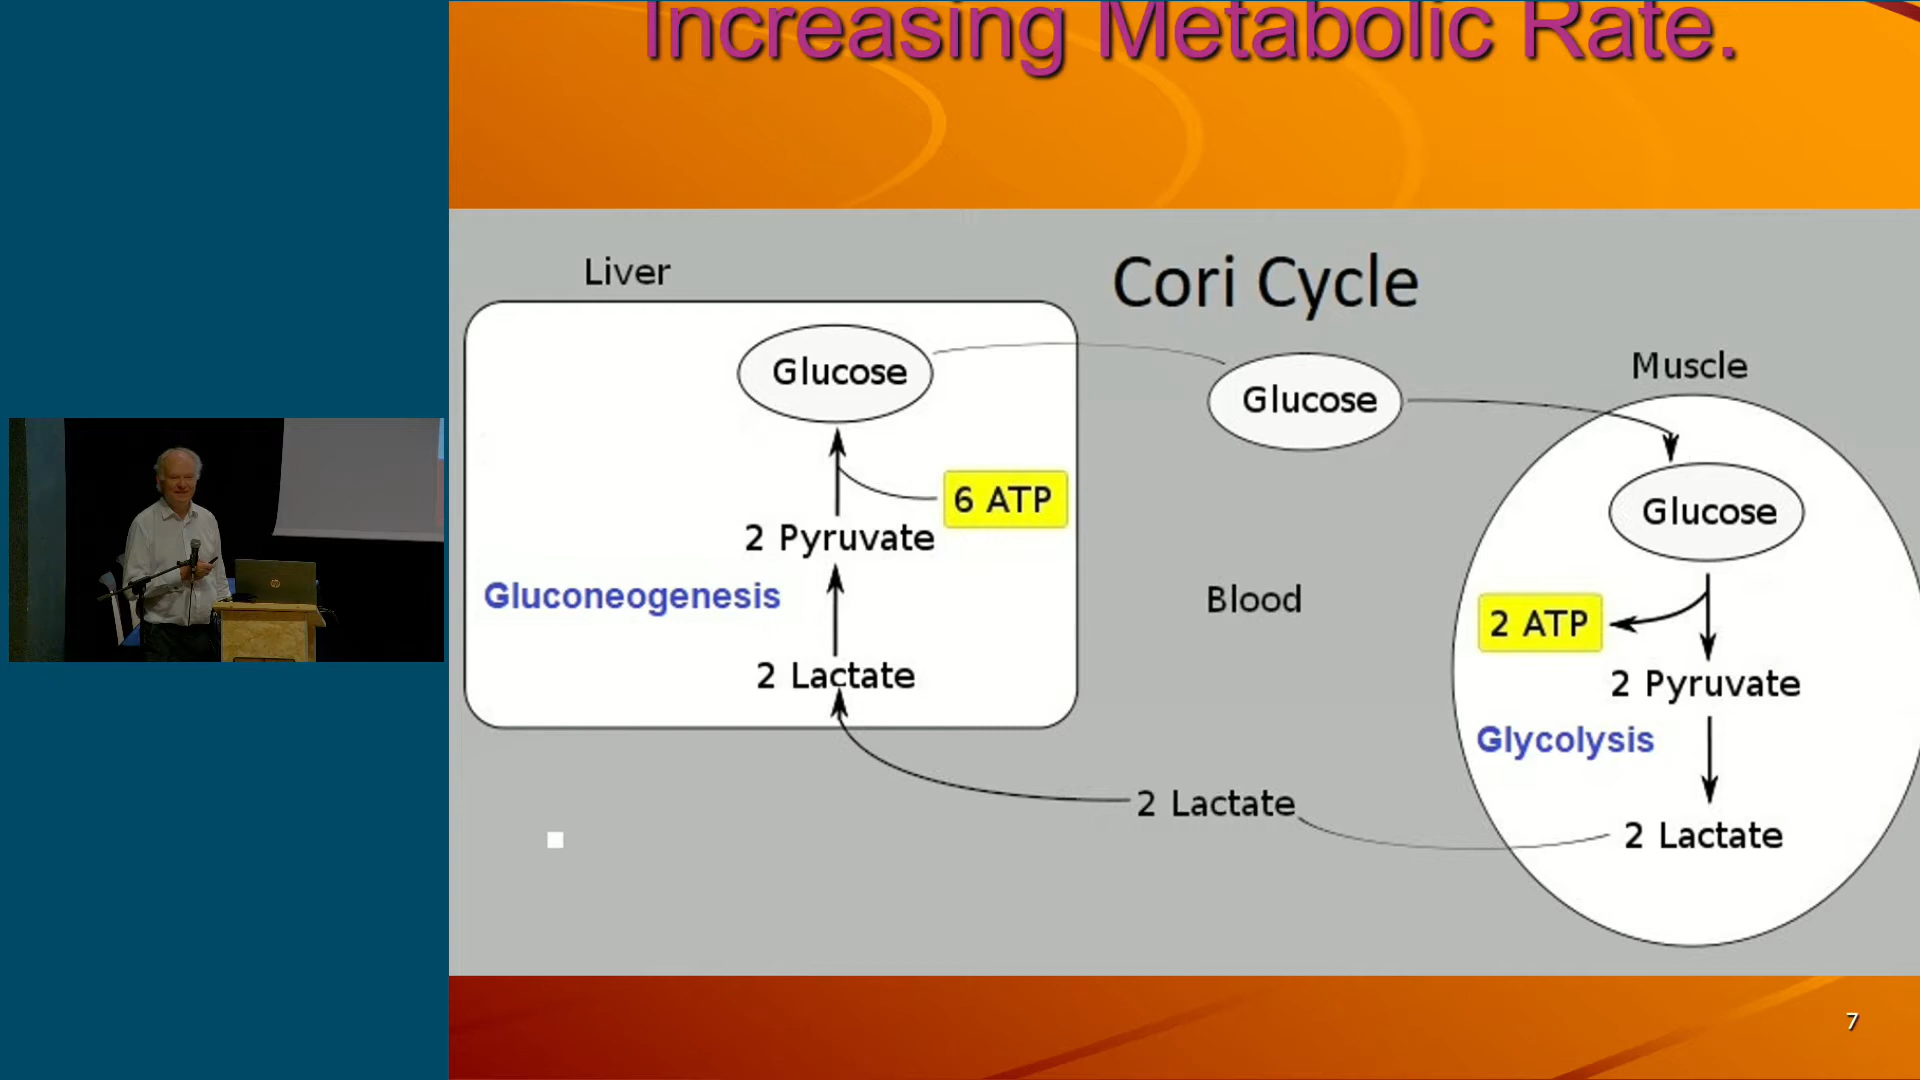 Increasing Metabolic Rate.
Liver
Cori Cycle
Glucose
Glucose
Muscle
6 ATP
Glucose
2 Pyruvate
Gluconeogenesis
Blood
2 ATP
2 Lactate
2 Pyruvate
Glycolysis
2 Lactate
2 Lactate
7